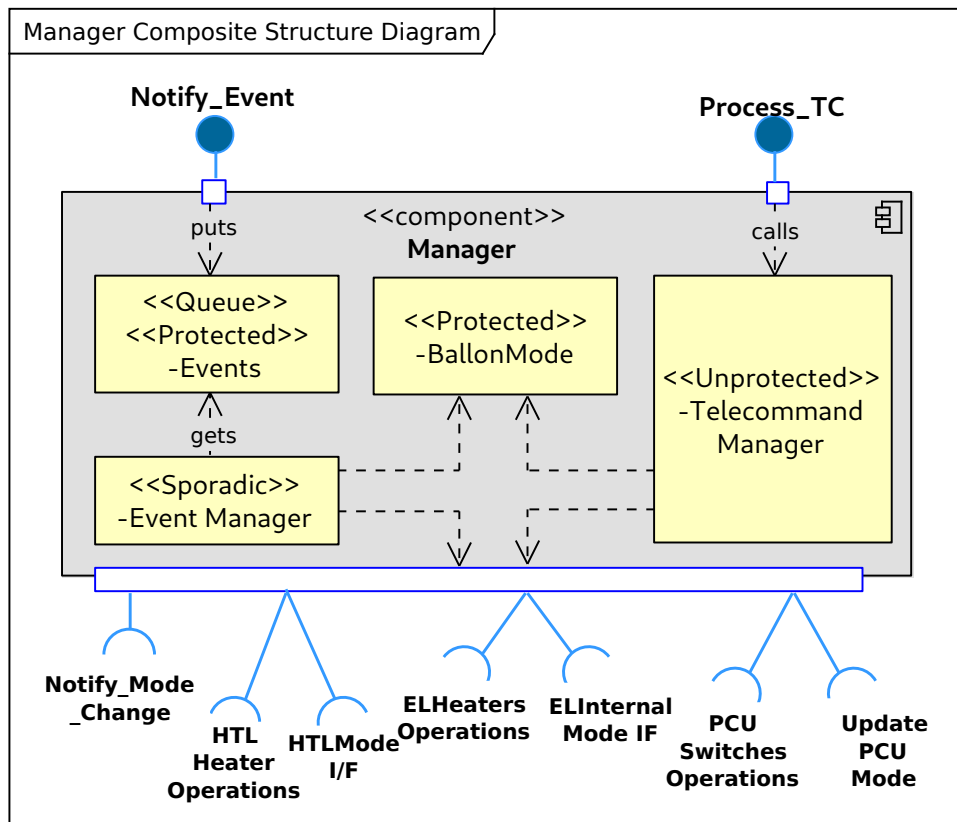 Manager Composite Structure Diagram
Notify_Event
Process_TC
<<component>>
Manager
puts
calls
<<Queue>>
<<Protected>>
-Events
<<Protected>>
-BallonMode
<<Unprotected>>
-Telecommand
Manager
gets
<<Sporadic>>
-Event Manager
Notify_Mode
_Change
HTL
Heater
Operations
HTLMode
I/F
ELHeaters
Operations
ELInternal
Mode IF
PCU
Switches
Operations
Update
PCU
Mode